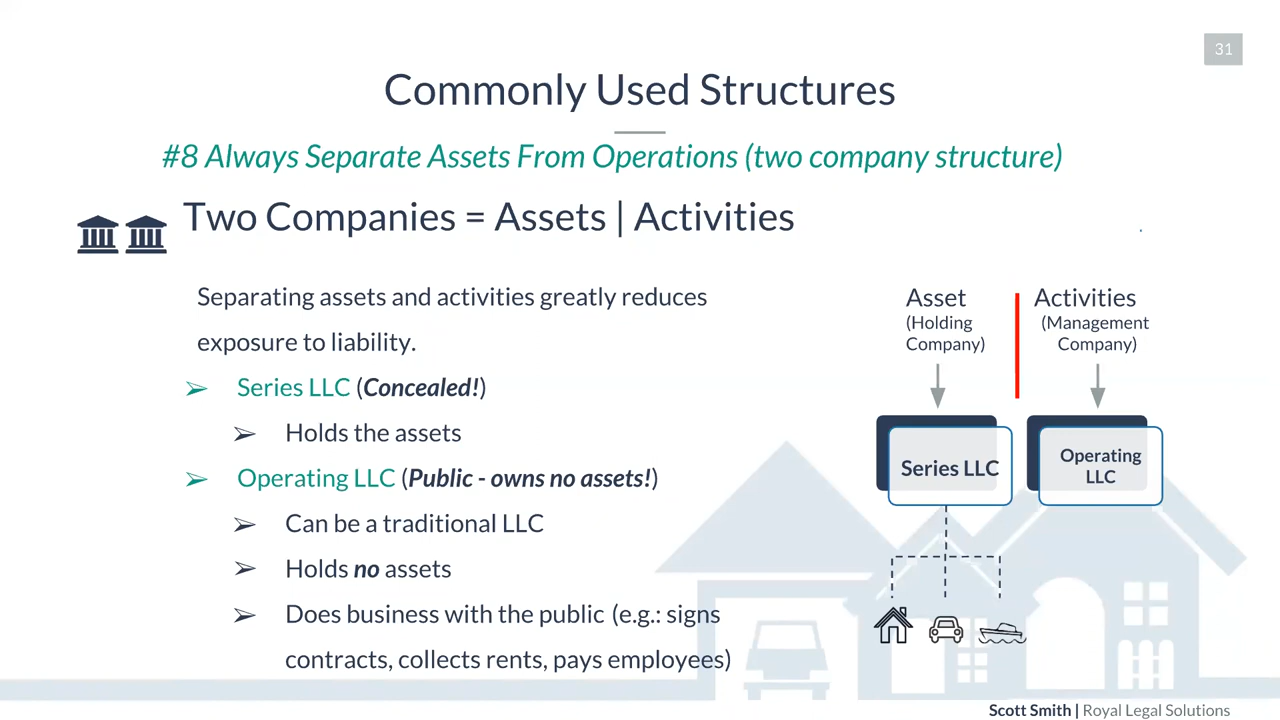 31
Commonly Used Structures
#8 Always Separate Assets From Operations (two company structure)
Two Companies = Assets | Activities
Separating assets and activities greatly reduces
exposure to liability.
➢ Series LLC (Concealed!)
➢ Holds the assets
➢ Operating LLC (Public - owns no assets!)
➢ Can be a traditional LLC
➢ Holds no assets
➢ Does business with the public (e.g.: signs
contracts, collects rents, pays employees)
Asset
(Holding
Company)
Activities
(Management
Company)
Series LLC
Operating
LLC
Scott Smith | Royal Legal Solutions